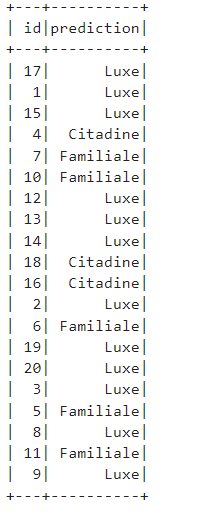 +---+----------+
| id|prediction|
+---+----------+
| 17|      Luxe|
|  1|      Luxe|
| 15|      Luxe|
|  4|  Citadine|
|  7| Familiale|
| 10| Familiale|
| 12|      Luxe|
| 13|      Luxe|
| 14|      Luxe|
| 18|  Citadine|
| 16|  Citadine|
|  2|      Luxe|
|  6| Familiale|
| 19|      Luxe|
| 20|      Luxe|
|  3|      Luxe|
|  5| Familiale|
|  8|      Luxe|
| 11| Familiale|
|  9|      Luxe|
+---+----------+